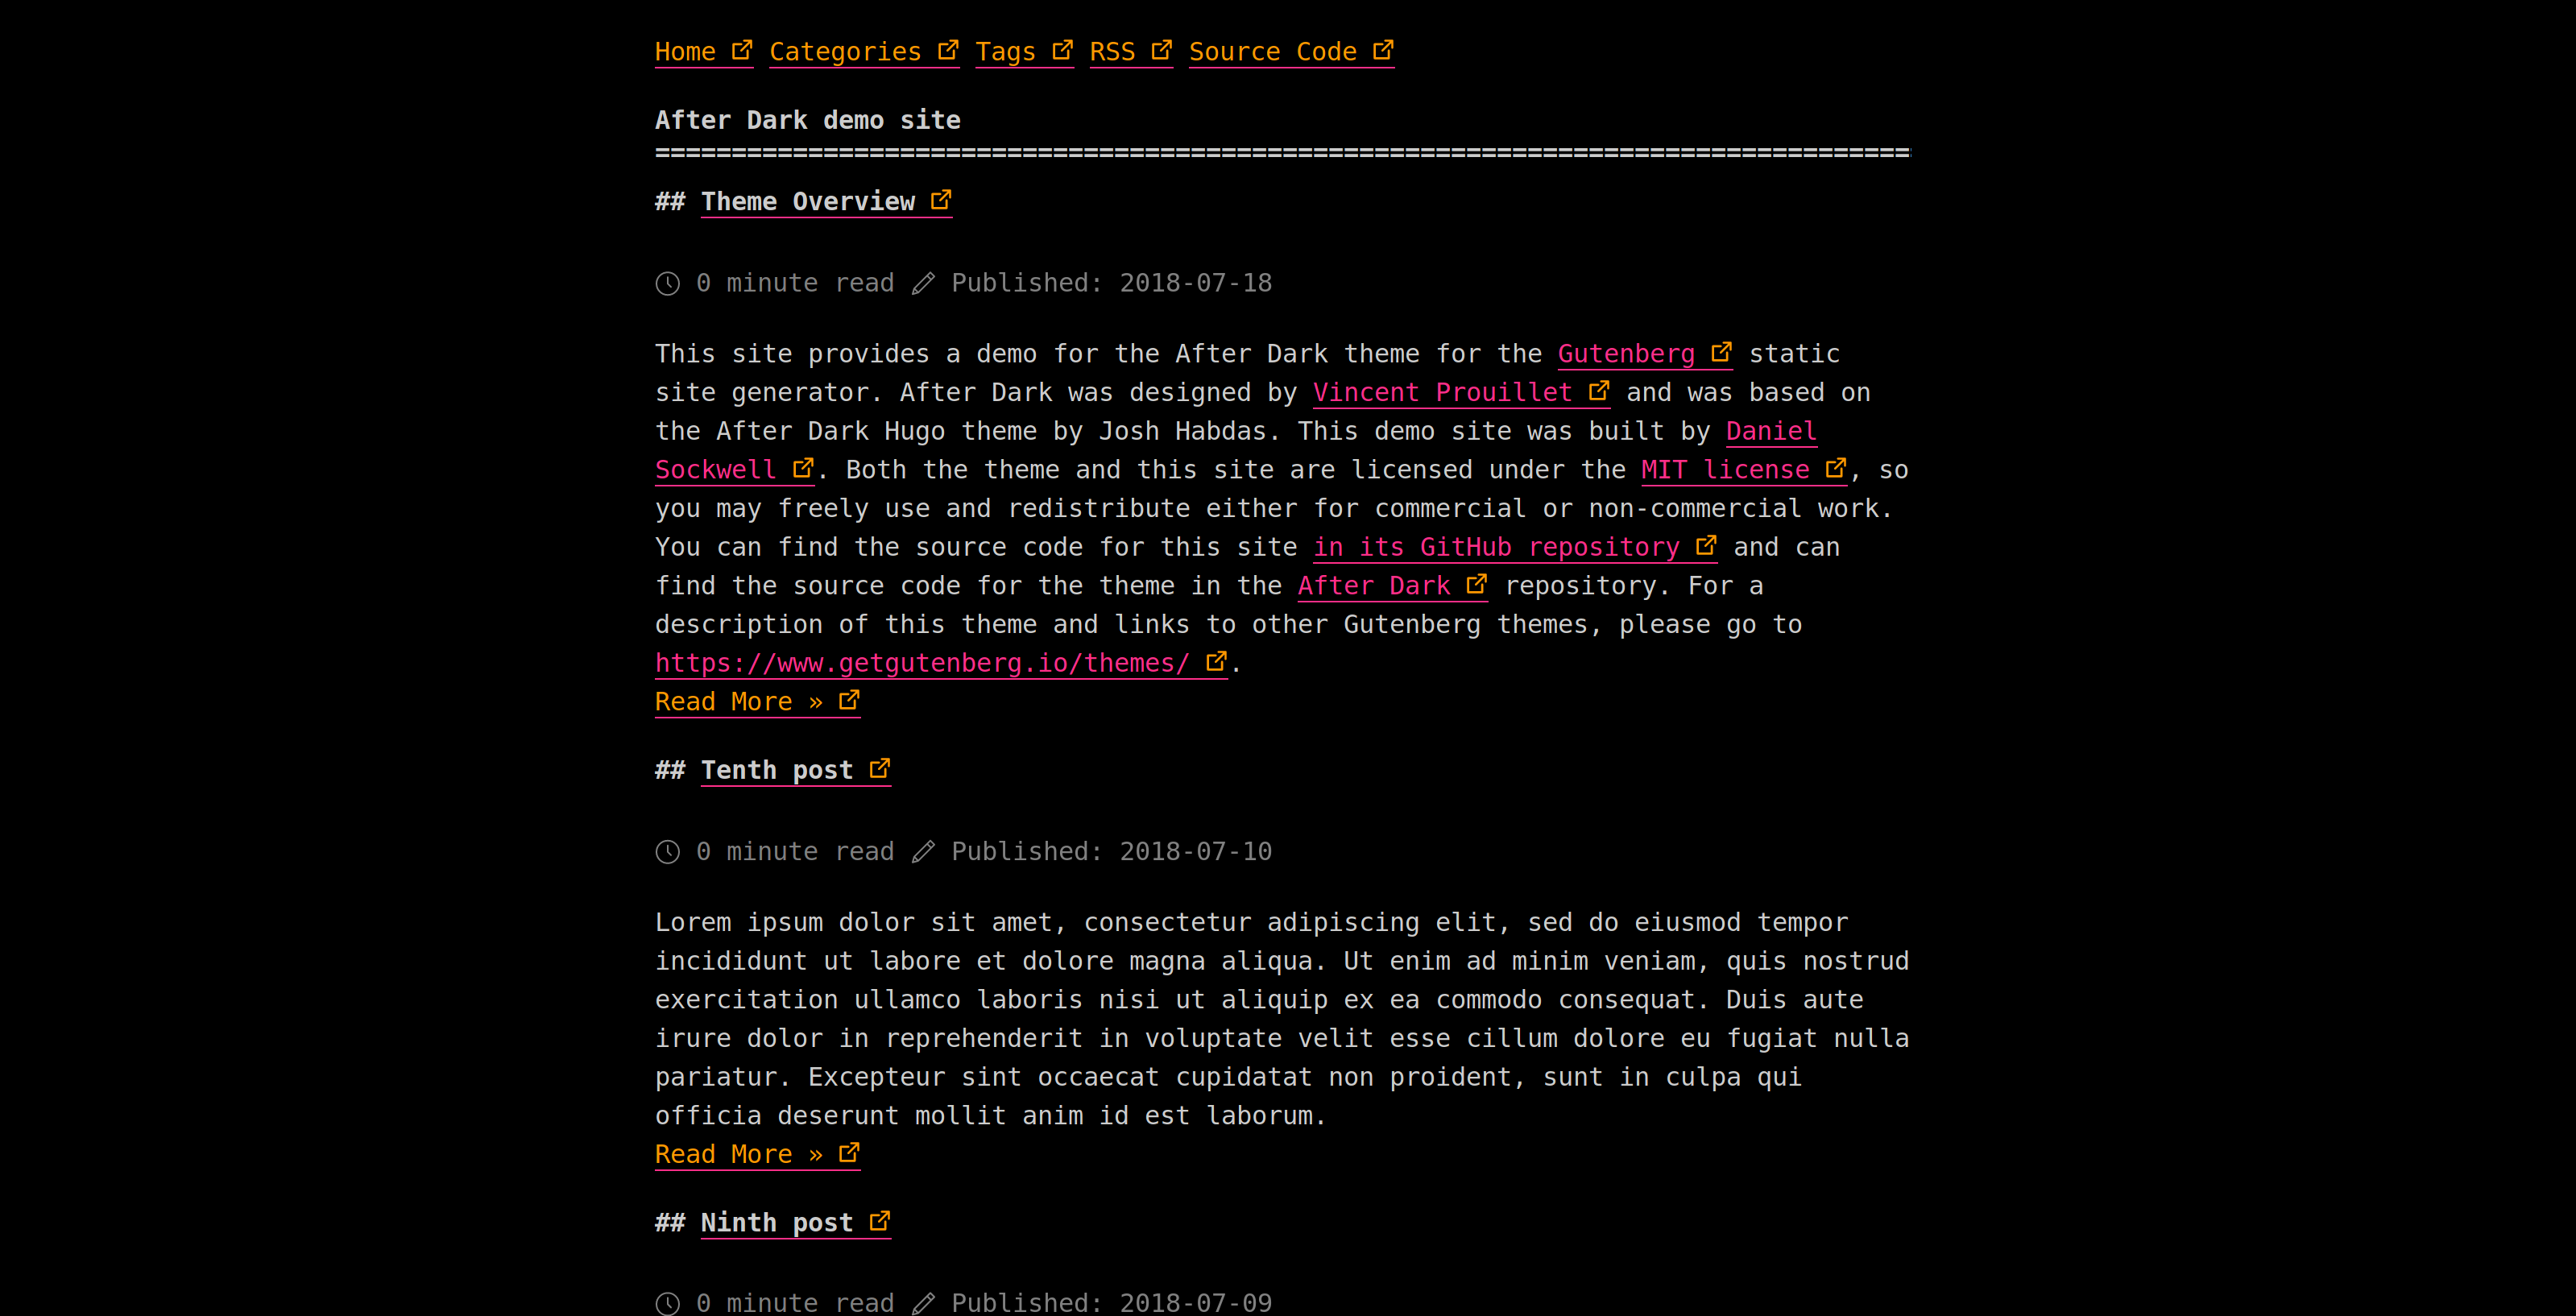 Home Categories Tags RSS Source Code
After Dark demo site
==================================================================================
## Theme Overview
0 minute read Published: 2018-07-18
This site provides a demo for the After Dark theme for the Gutenberg static
site generator. After Dark was designed by Vincent Prouillet and was based on
the After Dark Hugo theme by Josh Habdas. This demo site was built by Daniel
Sockwell. Both the theme and this site are licensed under the MIT license, so
you may freely use and redistribute either for commercial or non-commercial work.
You can find the source code for this site in its GitHub repository and can
find the source code for the theme in the After Dark repository. For a
description of this theme and links to other Gutenberg themes, please go to
https://www.getgutenberg.io/themes/.
Read More »
## Tenth post
0 minute read Published: 2018-07-10
Lorem ipsum dolor sit amet, consectetur adipiscing elit, sed do eiusmod tempor
incididunt ut labore et dolore magna aliqua. Ut enim ad minim veniam, quis nostrud
exercitation ullamco laboris nisi ut aliquip ex ea commodo consequat. Duis aute
irure dolor in reprehenderit in voluptate velit esse cillum dolore eu fugiat nulla
pariatur. Excepteur sint occaecat cupidatat non proident, sunt in culpa qui
officia deserunt mollit anim id est laborum.
Read More »
## Ninth post
0 minute read Published: 2018-07-09